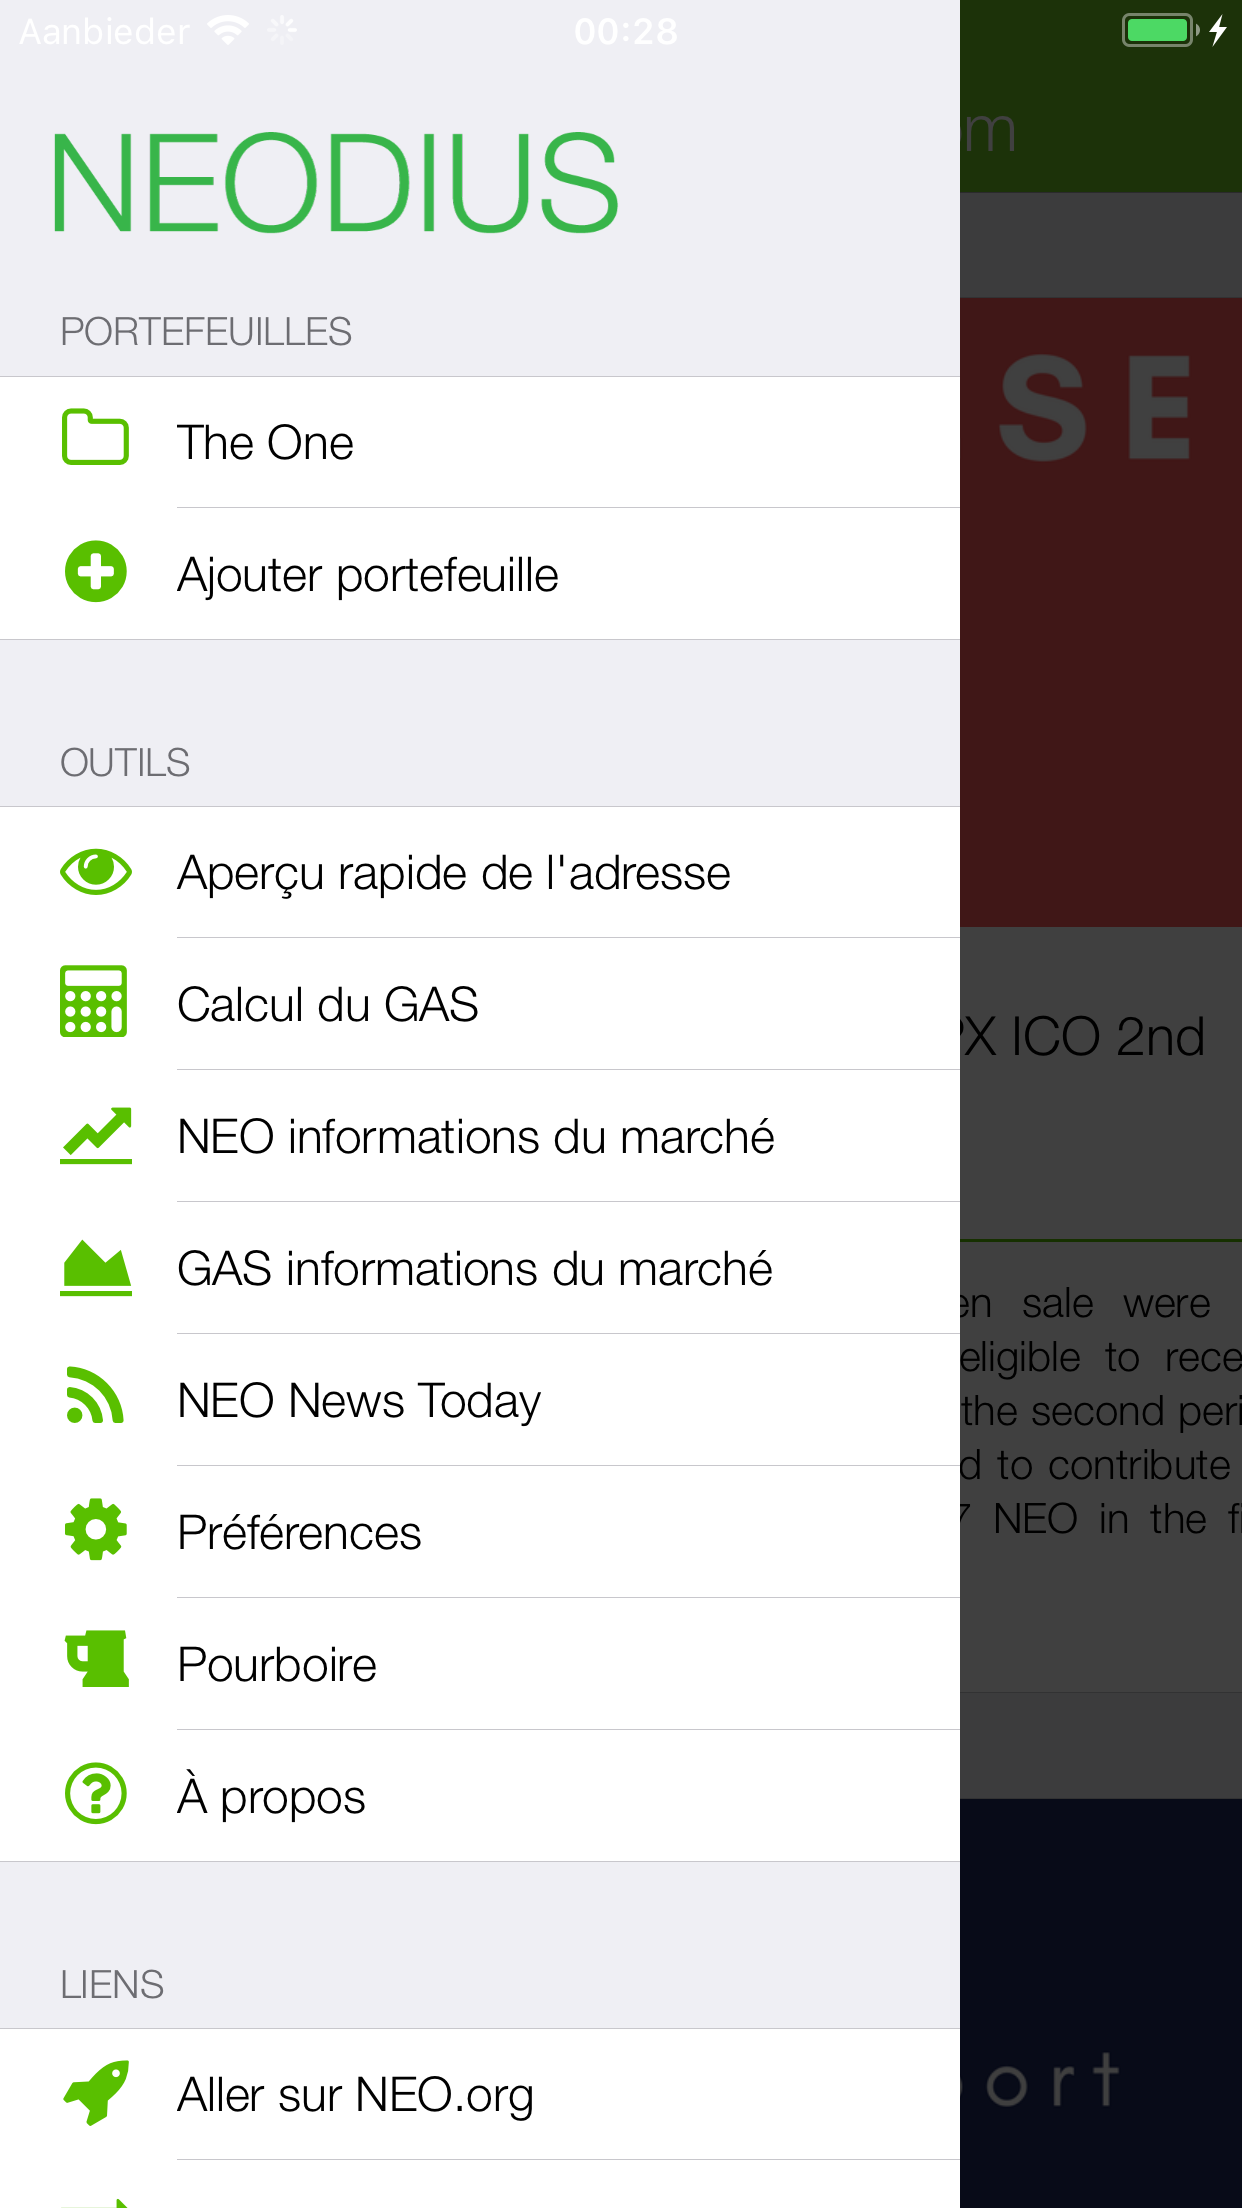 Aanbieder
00:28
NEODIUS
PORTEFEUILLES
The One
Ajouter portefeuille
OUTILS
Aperçu rapide de l'adresse
Calcul du GAS
NEO informations du marché
GAS informations du marché
NEO News Today
Préférences
Pourboire
À propos
LIENS
Aller sur NEO.org
m
SE
X ICO 2nd
en sale were
eligible to rece
the second peri
d to contribute
7 NEO in the f
ort